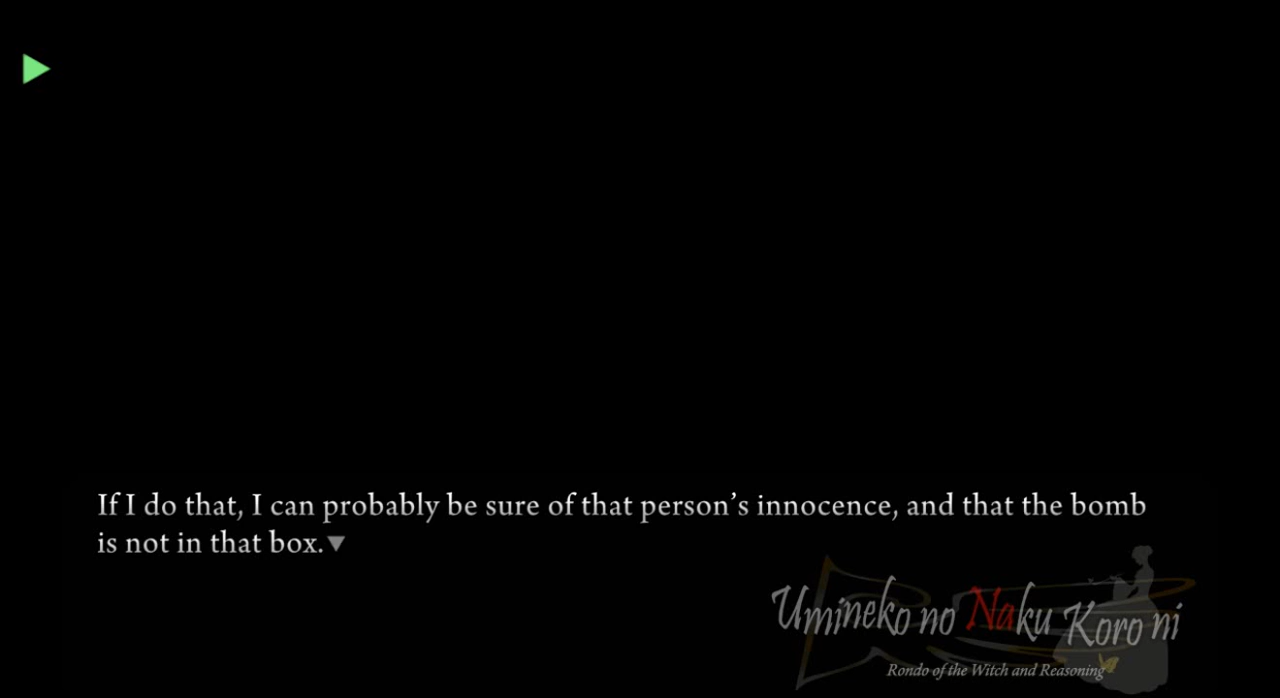 If I do that, I can probably be sure of that person’s innocence, and that the bomb
is not in that box.
Umineko no Naku Koro ni
Rondo of the Witch and Reasoning